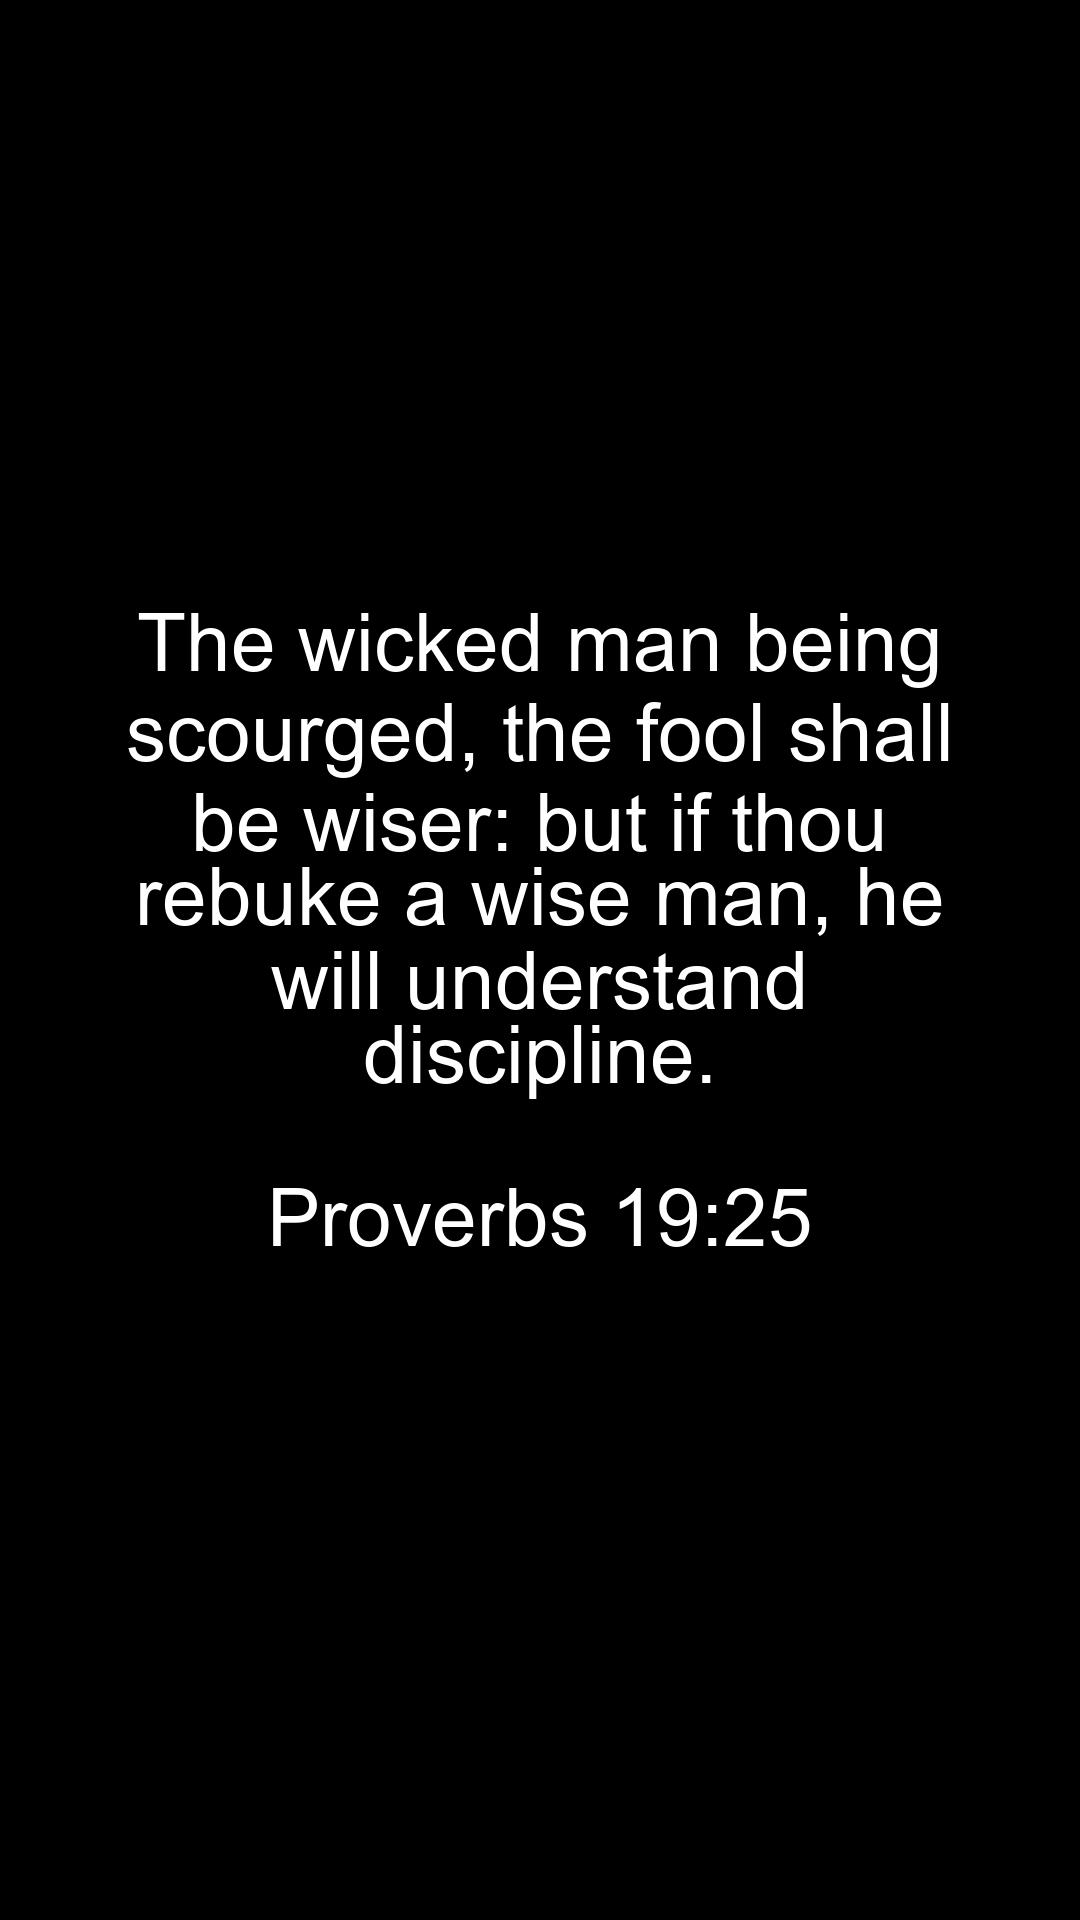 The wicked man being
scourged, the fool shall
be wiser: but if thou
rebuke a wise man, he
will understand
discipline.
Proverbs 19:25